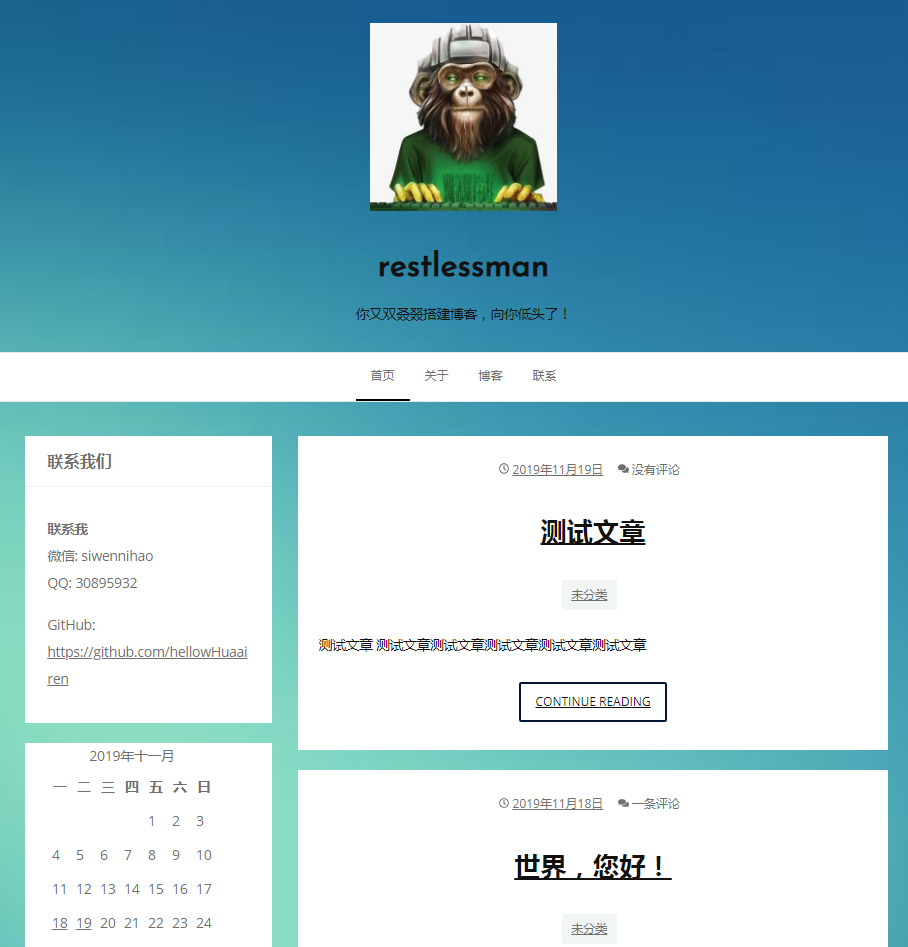 restlessman
你又双叒叕搭建博客，向你低头了！
首页 关于 博客 联系
联系我们
联系我
微信: siwennihao
QQ: 30895932
GitHub:
https://github.com/hellowHuaai
ren
2019年十一月
一 二 三 四 五 六 日
1 2 3
4 5 6 7 8 9 10
11 12 13 14 15 16 17
18 19 20 21 22 23 24
2019年11月19日 没有评论
测试文章
未分类
测试文章 测试文章测试文章测试文章测试文章测试文章
CONTINUE READING
2019年11月18日 一条评论
世界，您好！
未分类